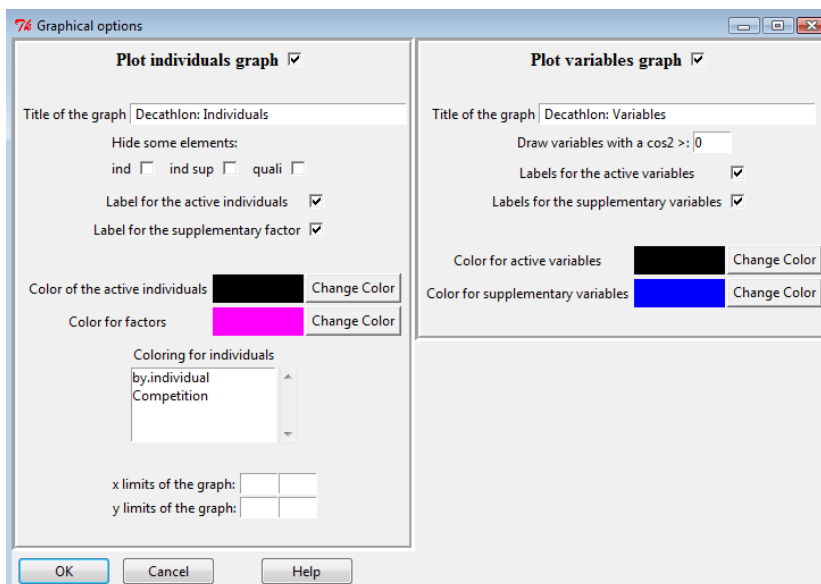 Graphical options
Plot individuals graph
Title of the graph Decathlon: Individuals
Hide some elements:
ind ind sup quali
Label for the active individuals
Label for the supplementary factor
Color of the active individuals Change Color
Color for factors Change Color
Coloring for individuals
by.individual
Competition
x limits of the graph:
y limits of the graph:
Plot variables graph
Title of the graph Decathlon: Variables
Draw variables with a cos2 >: 0
Labels for the active variables
Labels for the supplementary variables
Color for active variables Change Color
Color for supplementary variables Change Color
OK Cancel Help